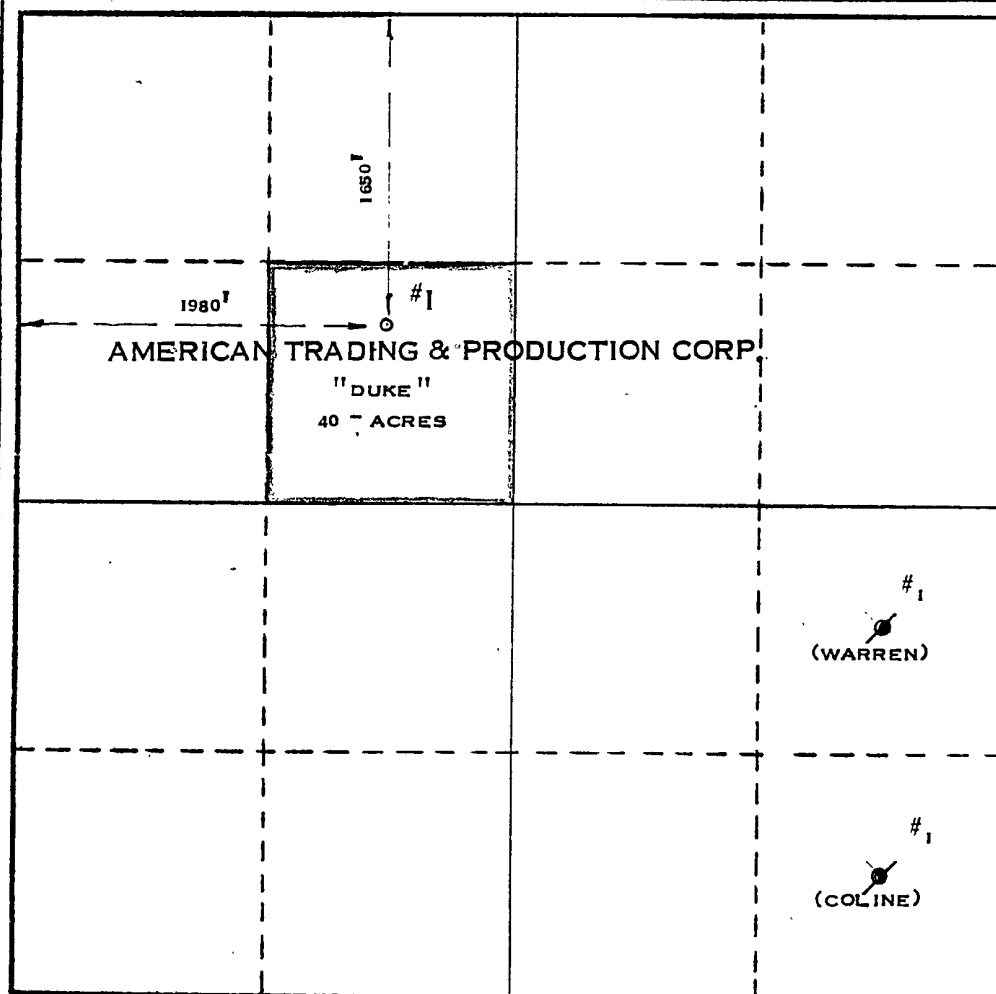 1650'
#1
1980'
AMERICAN TRADING & PRODUCTION CORP.
"DUKE"
40 - ACRES
#1
(WARREN)
#1
(COLINE)